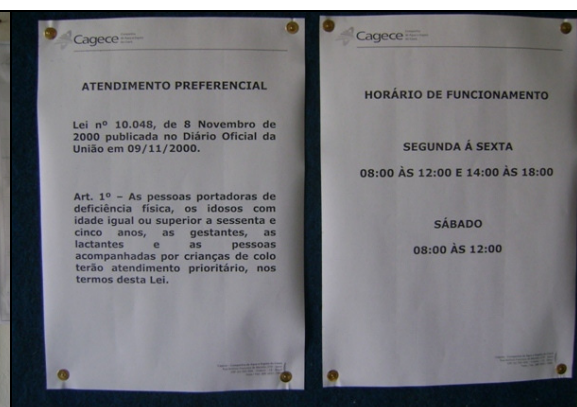 Cagece
ATENDIMENTO PREFERENCIAL
Lei nº 10.048, de 8 Novembro de
2000 publicada no Diário Oficial da
União em 09/11/2000.
Art. 1º – As pessoas portadoras de
deficiência física, os idosos com
idade igual ou superior a sessenta e
cinco anos, as gestantes, as
lactantes e as pessoas
acompanhadas por crianças de colo
terão atendimento prioritário, nos
termos desta Lei.
Cagece
HORÁRIO DE FUNCIONAMENTO
SEGUNDA Á SEXTA
08:00 ÀS 12:00 E 14:00 ÀS 18:00
SÁBADO
08:00 ÀS 12:00